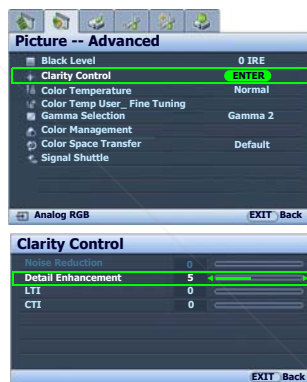 Picture -- Advanced
Black Level 0 IRE
Clarity Control ENTER
Color Temperature Normal
Color Temp User_ Fine Tuning
Gamma Selection Gamma 2
Color Management
Color Space Transfer Default
Signal Shuttle
Analog RGB EXIT Back
Clarity Control
Noise Reduction 0
Detail Enhancement 5
LTI 0
CTI 0
EXIT Back